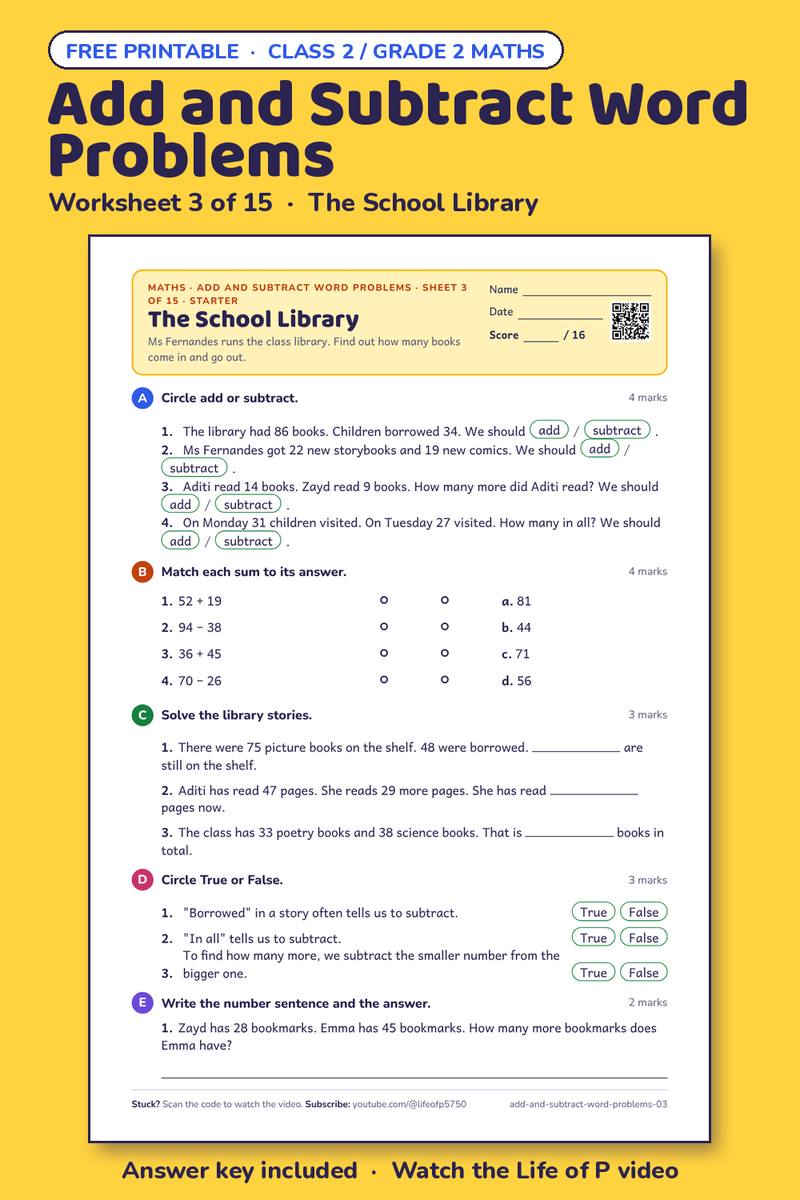 FREE PRINTABLE · CLASS 2 / GRADE 2 MATHS
Add and Subtract Word
Problems
Worksheet 3 of 15 · The School Library
MATHS · ADD AND SUBTRACT WORD PROBLEMS · SHEET 3
OF 15 · STARTER
The School Library
Ms Fernandes runs the class library. Find out how many books
come in and go out.
Name
Date
Score / 16
A Circle add or subtract. 4 marks
1. The library had 86 books. Children borrowed 34. We should add / subtract .
2. Ms Fernandes got 22 new storybooks and 19 new comics. We should add /
subtract .
3. Aditi read 14 books. Zayd read 9 books. How many more did Aditi read? We should
add / subtract .
4. On Monday 31 children visited. On Tuesday 27 visited. How many in all? We should
add / subtract .
B Match each sum to its answer. 4 marks
1. 52 + 19 a. 81
2. 94 − 38 b. 44
3. 36 + 45 c. 71
4. 70 − 26 d. 56
C Solve the library stories. 3 marks
1. There were 75 picture books on the shelf. 48 were borrowed. ____ are
still on the shelf.
2. Aditi has read 47 pages. She reads 29 more pages. She has read ____
pages now.
3. The class has 33 poetry books and 38 science books. That is ____ books in
total.
D Circle True or False. 3 marks
1. "Borrowed" in a story often tells us to subtract. True False
2. "In all" tells us to subtract. True False
To find how many more, we subtract the smaller number from the
3. bigger one. True False
E Write the number sentence and the answer. 2 marks
1. Zayd has 28 bookmarks. Emma has 45 bookmarks. How many more bookmarks does
Emma have?
Stuck? Scan the code to watch the video. Subscribe: youtube.com/@lifeofp5750 add-and-subtract-word-problems-03
Answer key included · Watch the Life of P video